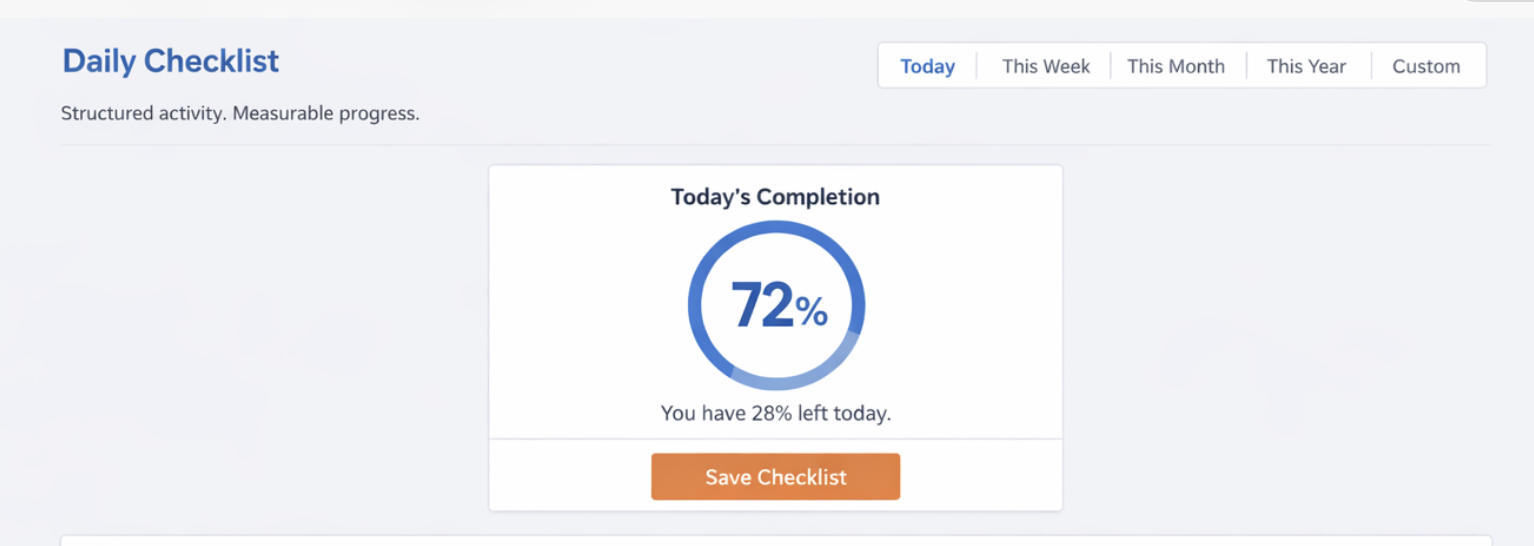 Daily Checklist
Today This Week This Month This Year Custom
Structured activity. Measurable progress.
Today's Completion
72%
You have 28% left today.
Save Checklist